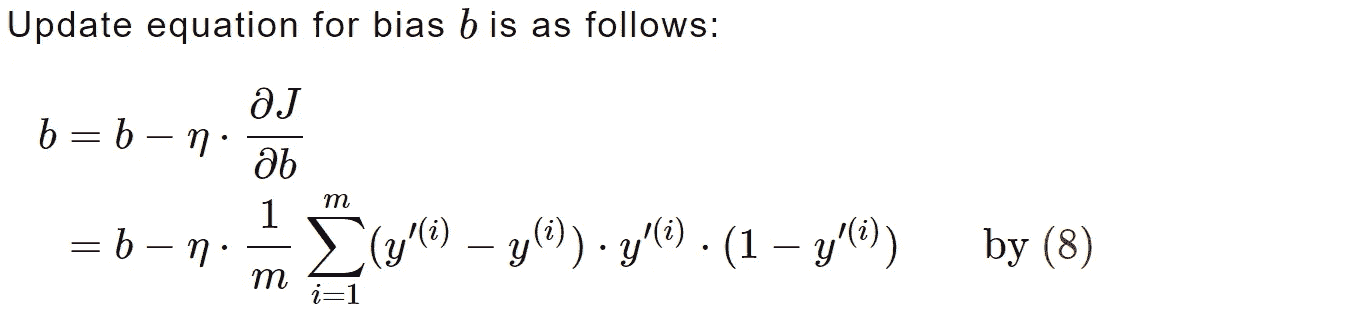 Update equation for bias b is as follows:
b = b − η · ∂J/∂b
= b − η · 1/m ∑_{i=1}^{m} (y′^{(i)} − y^{(i)}) · y′^{(i)} · (1 − y′^{(i)}) by (8)